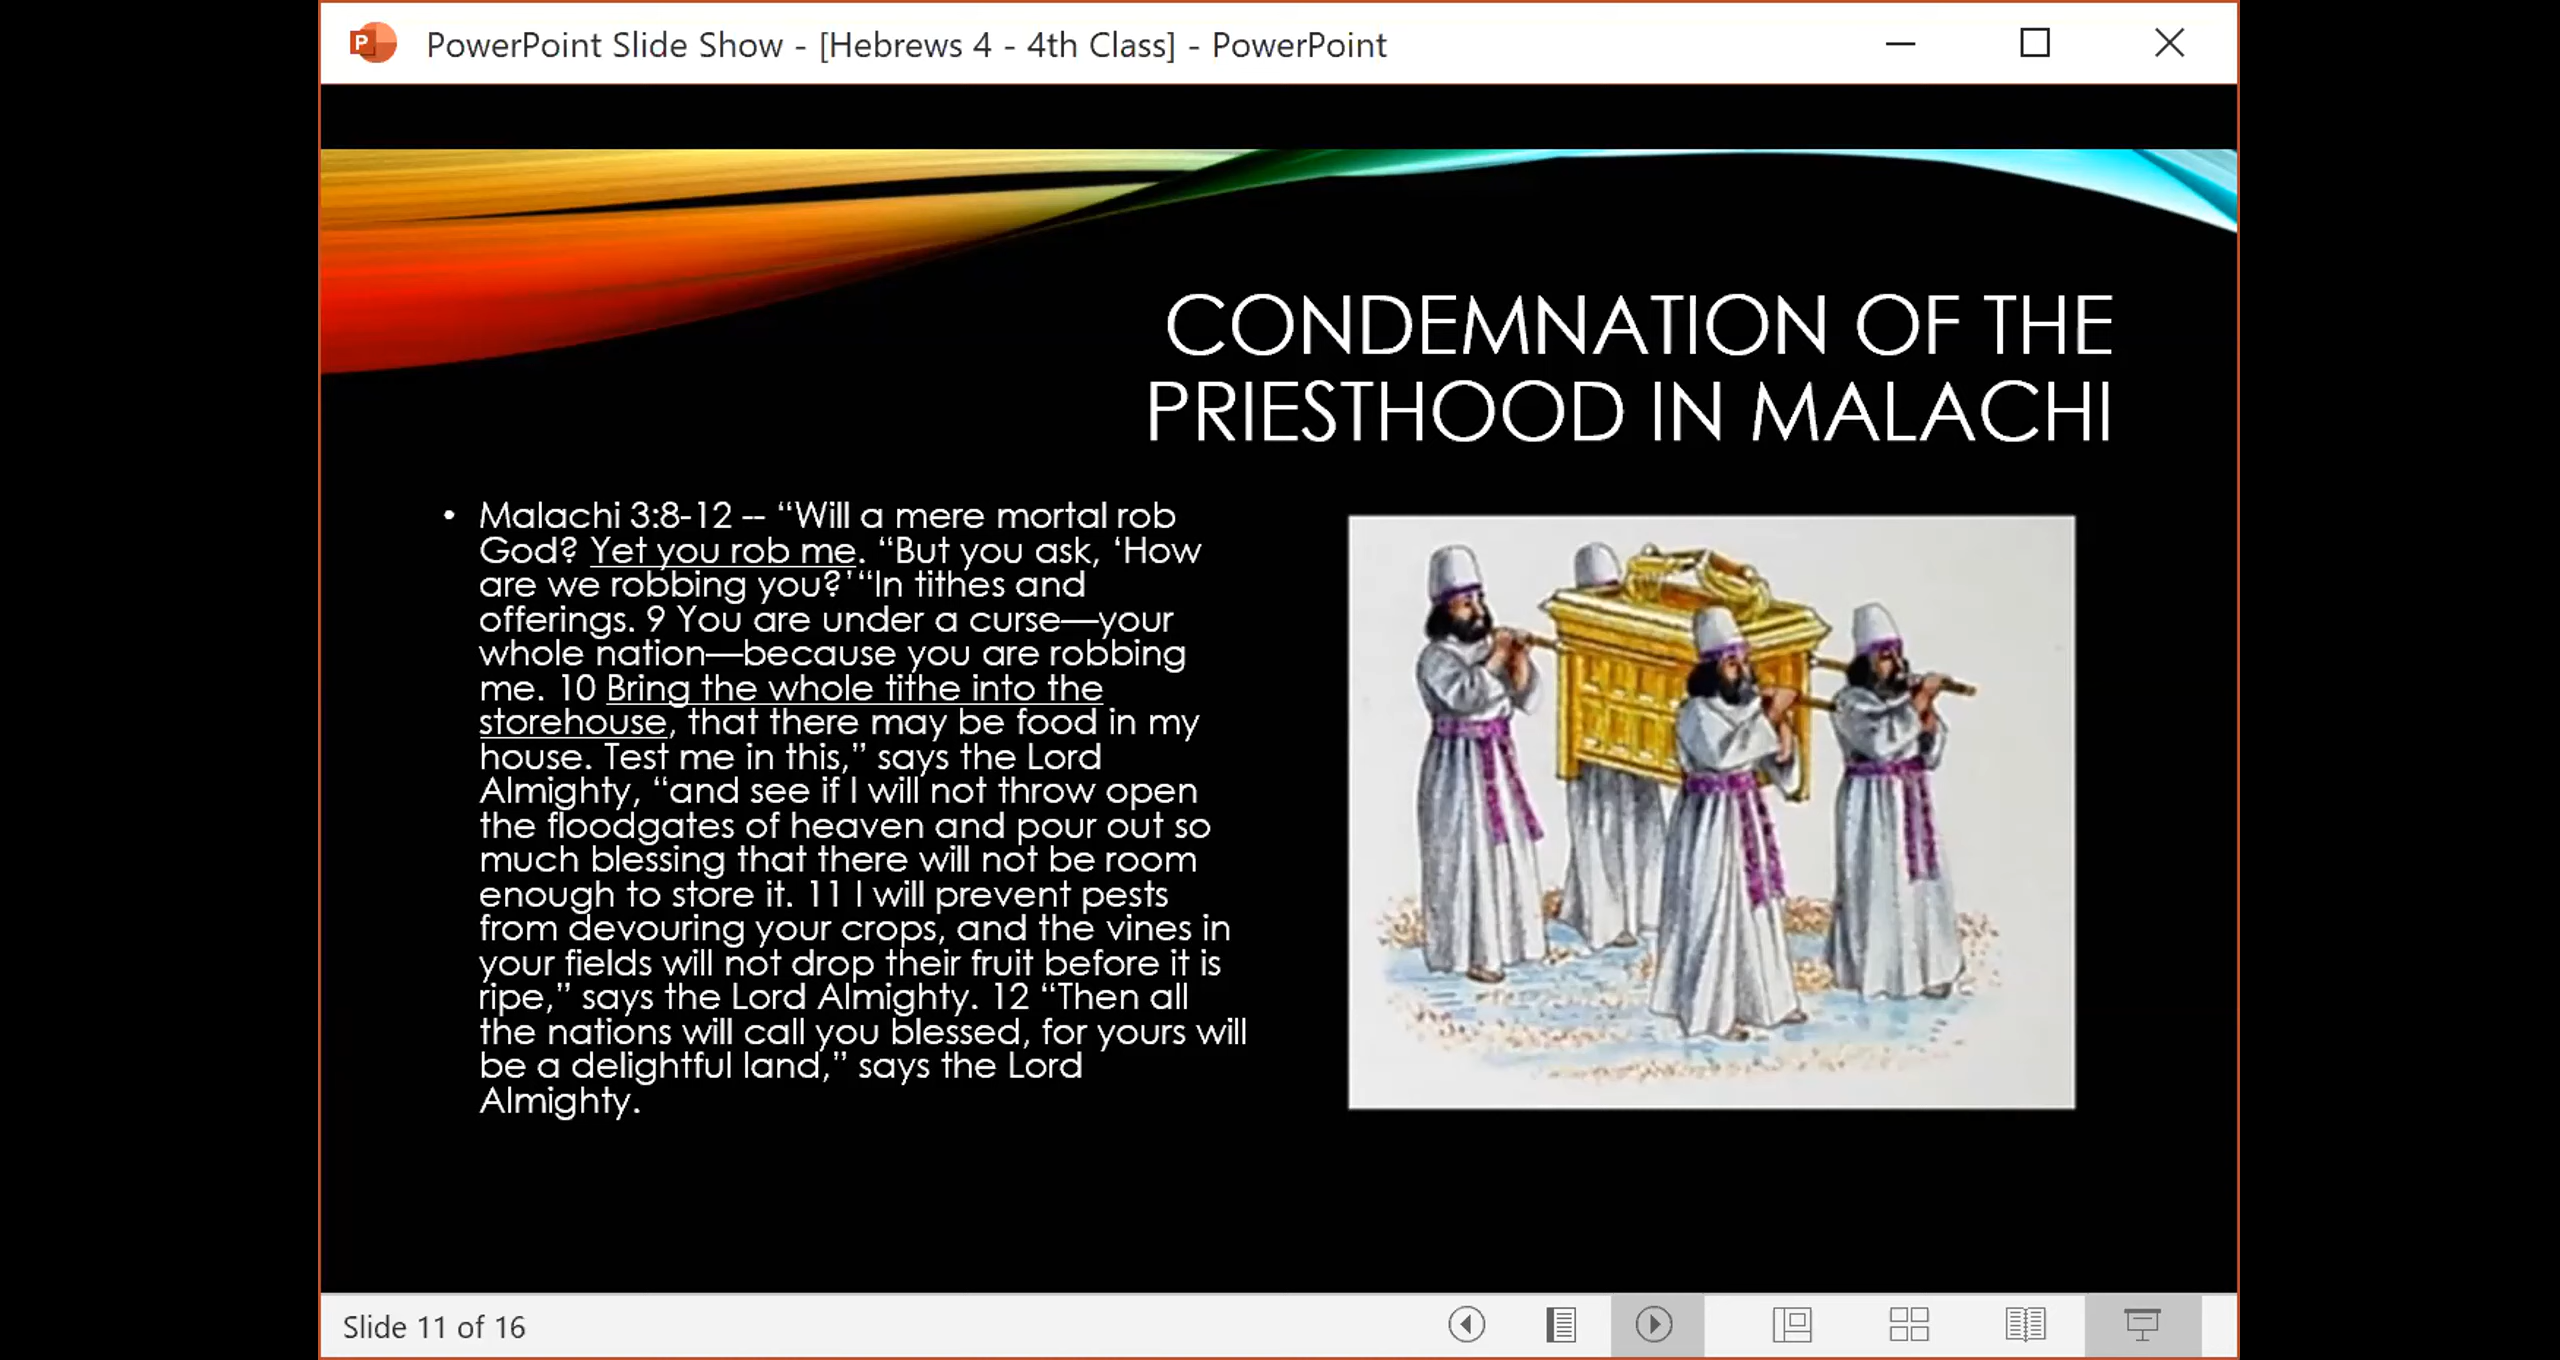 PowerPoint Slide Show - [Hebrews 4 - 4th Class] - PowerPoint
CONDEMNATION OF THE
PRIESTHOOD IN MALACHI
• Malachi 3:8-12 -- “Will a mere mortal rob
God? Yet you rob me. “But you ask, ‘How
are we robbing you?’“In tithes and
offerings. 9 You are under a curse—your
whole nation—because you are robbing
me. 10 Bring the whole tithe into the
storehouse, that there may be food in my
house. Test me in this,” says the Lord
Almighty, “and see if I will not throw open
the floodgates of heaven and pour out so
much blessing that there will not be room
enough to store it. 11 I will prevent pests
from devouring your crops, and the vines in
your fields will not drop their fruit before it is
ripe,” says the Lord Almighty. 12 “Then all
the nations will call you blessed, for yours will
be a delightful land,” says the Lord
Almighty.
Slide 11 of 16